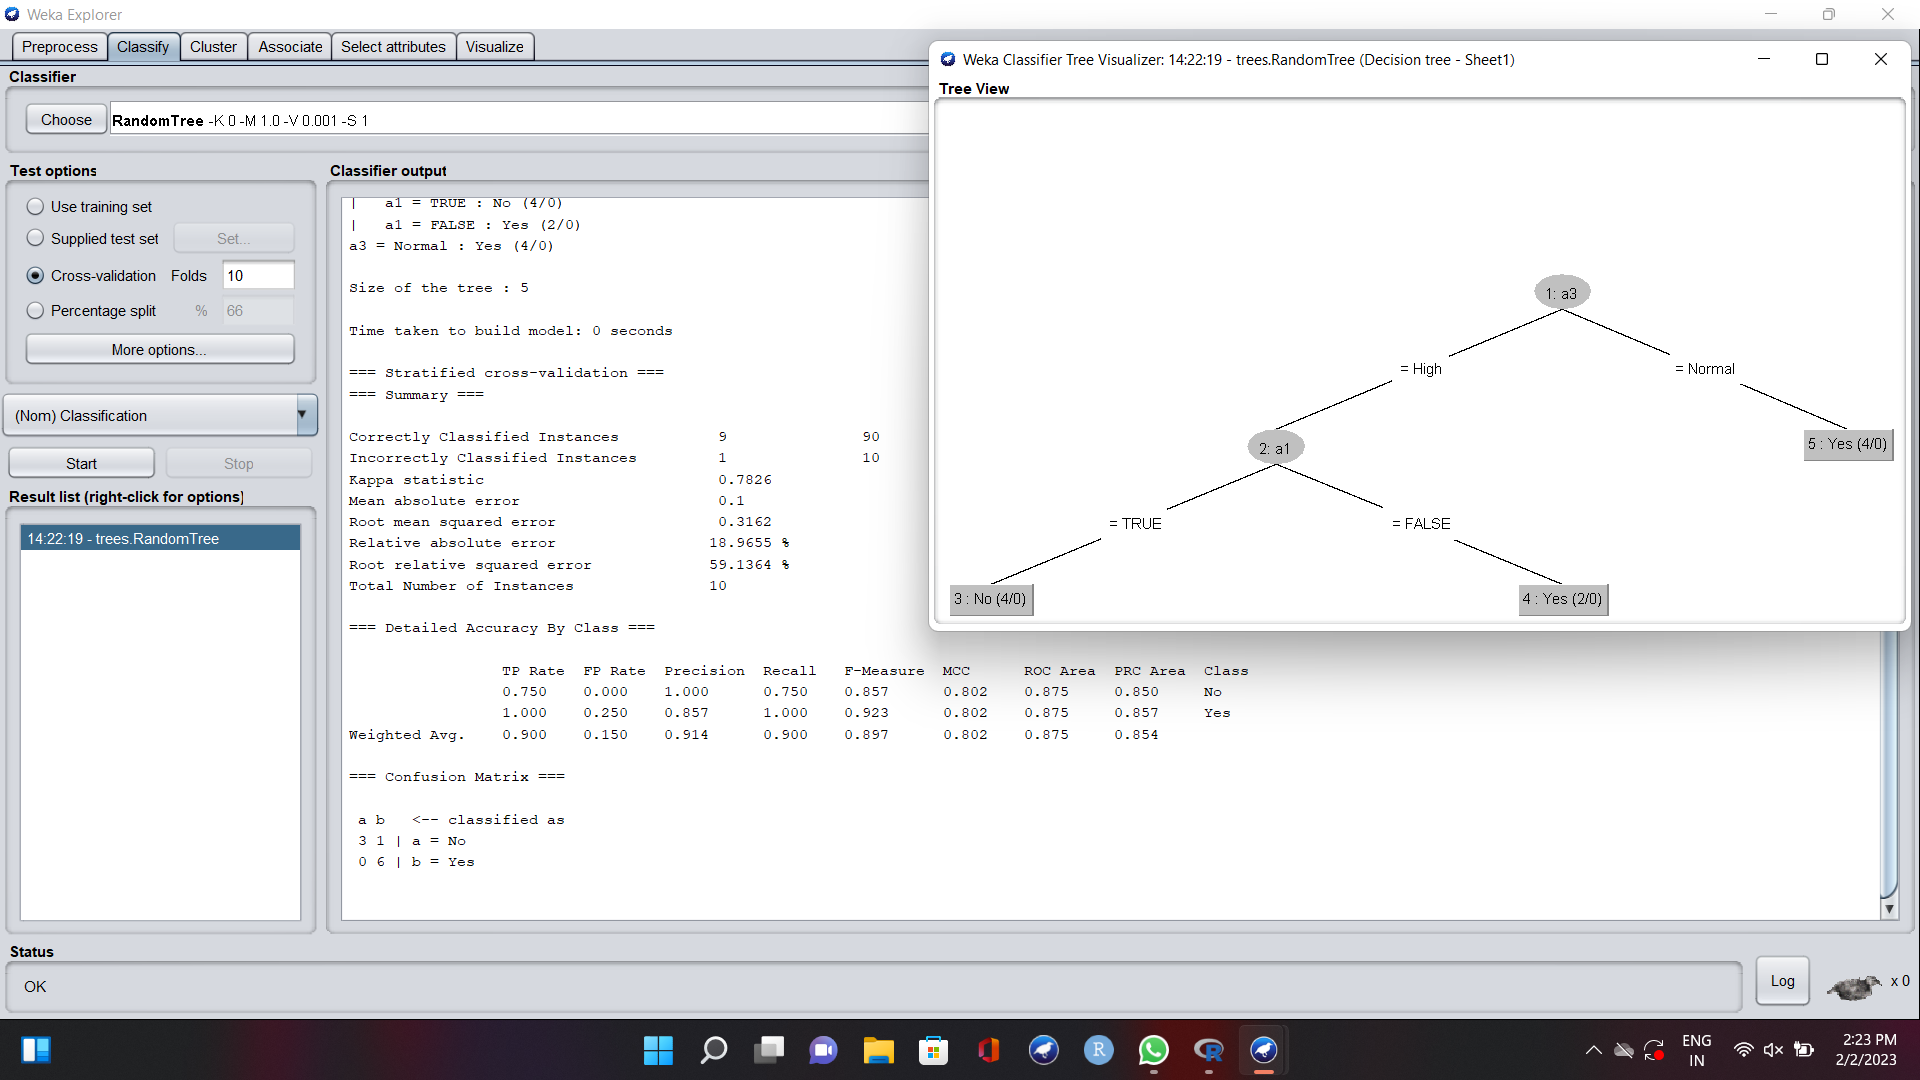 Weka Explorer
Preprocess Classify Cluster Associate Select attributes Visualize
Classifier
Choose RandomTree -K 0 -M 1.0 -V 0.001 -S 1
Test options
Use training set
Supplied test set Set...
Cross-validation Folds 10
Percentage split % 66
More options...
(Nom) Classification
Start Stop
Result list (right-click for options)
14:22:19 - trees.RandomTree
Classifier output
| a1 = TRUE : No (4/0)
| a1 = FALSE : Yes (2/0)
a3 = Normal : Yes (4/0)
Size of the tree : 5
Time taken to build model: 0 seconds
=== Stratified cross-validation ===
=== Summary ===
Correctly Classified Instances 9 90
Incorrectly Classified Instances 1 10
Kappa statistic 0.7826
Mean absolute error 0.1
Root mean squared error 0.3162
Relative absolute error 18.9655 %
Root relative squared error 59.1364 %
Total Number of Instances 10
=== Detailed Accuracy By Class ===
TP Rate FP Rate Precision Recall F-Measure MCC ROC Area PRC Area Class
0.750 0.000 1.000 0.750 0.857 0.802 0.875 0.850 No
1.000 0.250 0.857 1.000 0.923 0.802 0.875 0.857 Yes
Weighted Avg. 0.900 0.150 0.914 0.900 0.897 0.802 0.875 0.854
=== Confusion Matrix ===
a b <-- classified as
3 1 | a = No
0 6 | b = Yes
Weka Classifier Tree Visualizer: 14:22:19 - trees.RandomTree (Decision tree - Sheet1)
Tree View
1: a3
= High = Normal
2: a1 5 : Yes (4/0)
= TRUE = FALSE
3 : No (4/0) 4 : Yes (2/0)
Status
OK
Log x 0
R
R
ENG
IN
2:23 PM
2/2/2023